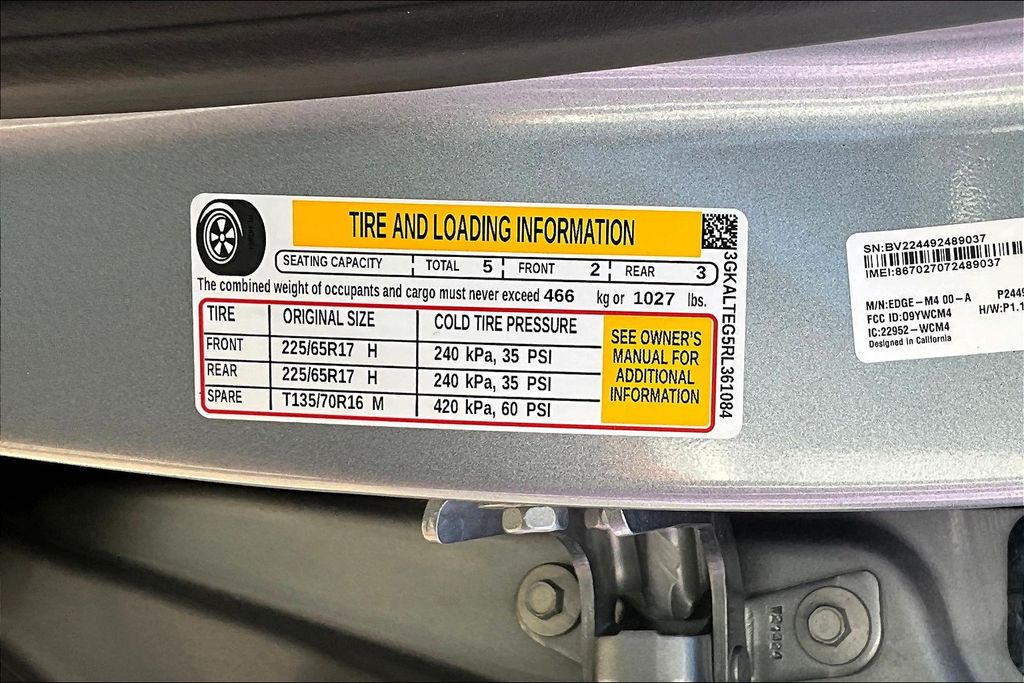 TIRE AND LOADING INFORMATION
SEATING CAPACITY TOTAL 5 FRONT 2 REAR 3
The combined weight of occupants and cargo must never exceed 466 kg or 1027 lbs.
TIRE ORIGINAL SIZE COLD TIRE PRESSURE
FRONT 225/65R17 H 240 kPa, 35 PSI
REAR 225/65R17 H 240 kPa, 35 PSI
SPARE T135/70R16 M 420 kPa, 60 PSI
SEE OWNER'S
MANUAL FOR
ADDITIONAL
INFORMATION
3GKALTEG5RL361084
SN:BV224492489037
IMEI:867027072489037
M/N:EDGE-M4 00-A P2449
FCC ID:09YWCM4 H/W:P1.1
IC:22952-WCM4
Designed in California